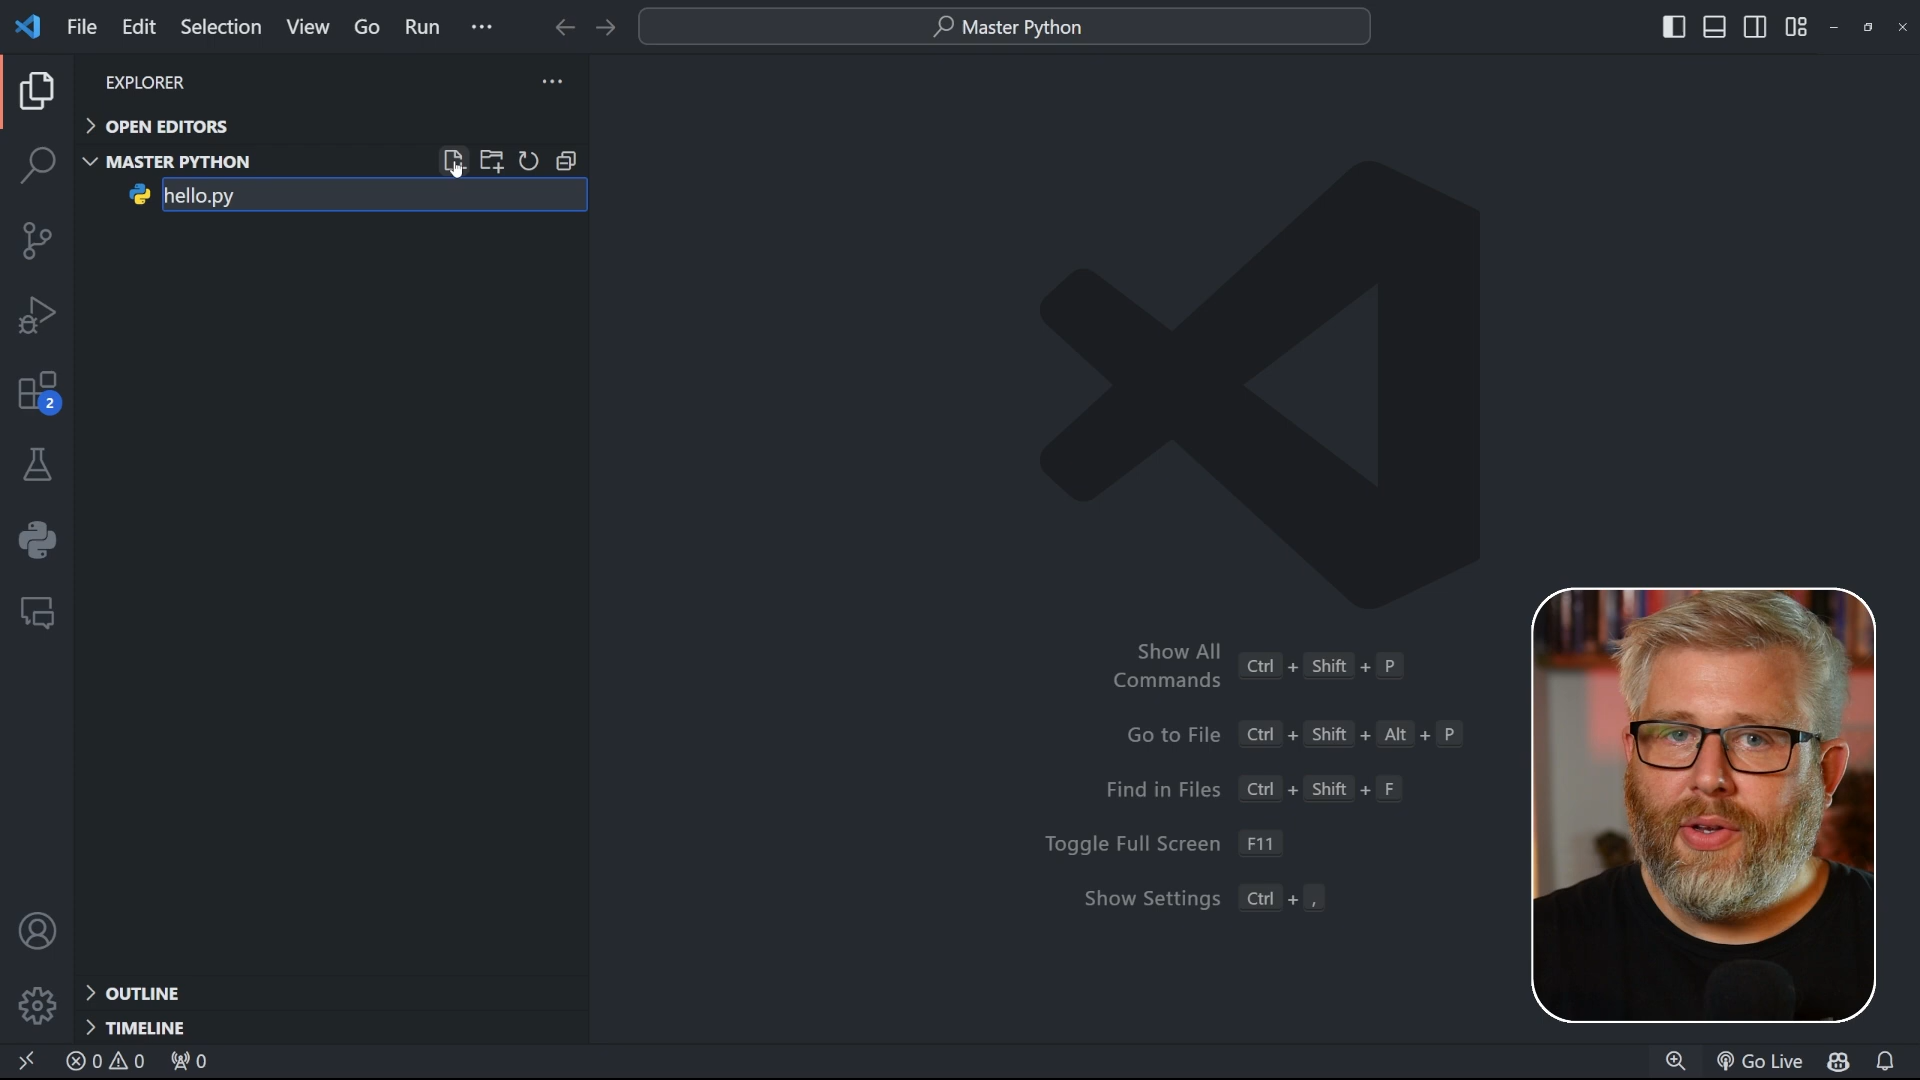 File Edit Selection View Go Run ···
Master Python
EXPLORER
OPEN EDITORS
MASTER PYTHON
hello.py
2
Show All Commands Ctrl + Shift + P
Go to File Ctrl + Shift + Alt + P
Find in Files Ctrl + Shift + F
Toggle Full Screen F11
Show Settings Ctrl + ,
OUTLINE
TIMELINE
0 0 0 Go Live